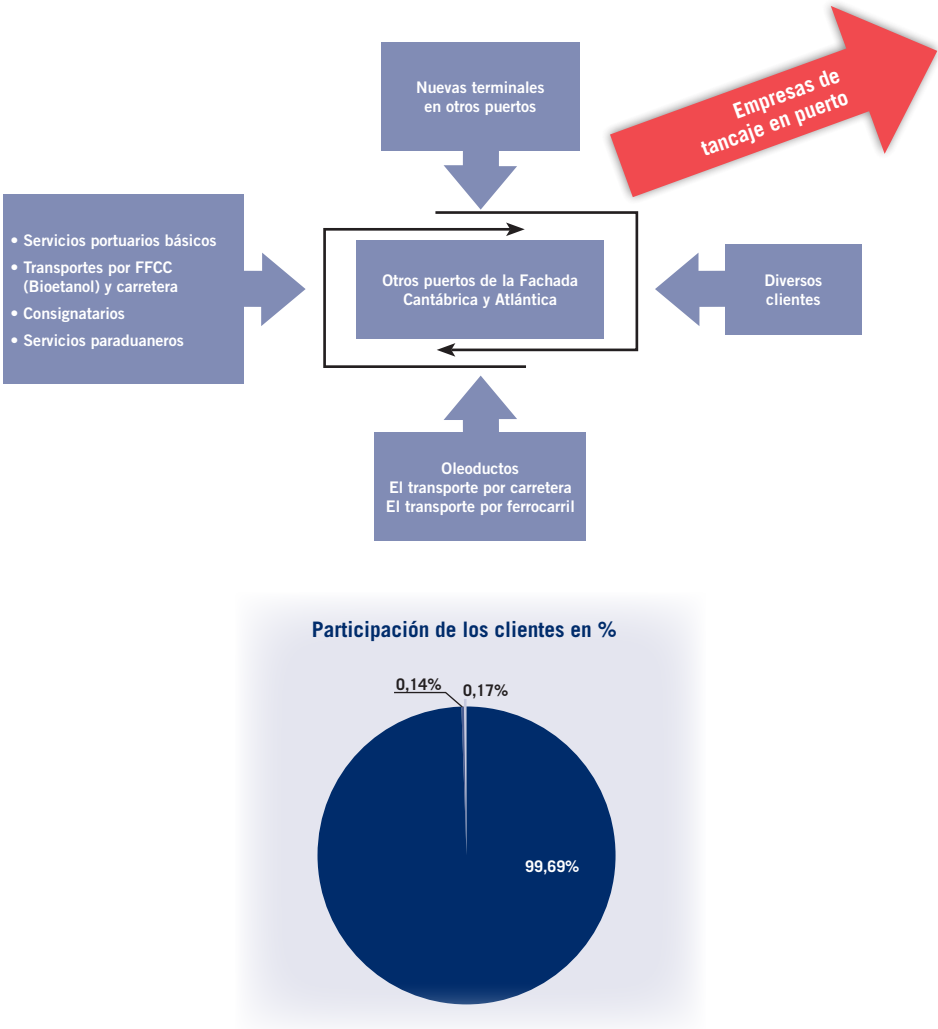 Nuevas terminales
en otros puertos
Empresas de
tancaje en puerto
• Servicios portuarios básicos
• Transportes por FFCC
(Bioetanol) y carretera
• Consignatarios
• Servicios paraduaneros
Otros puertos de la Fachada
Cantábrica y Atlántica
Diversos
clientes
Oleoductos
El transporte por carretera
El transporte por ferrocarril
Participación de los clientes en %
0,14%
0,17%
99,69%